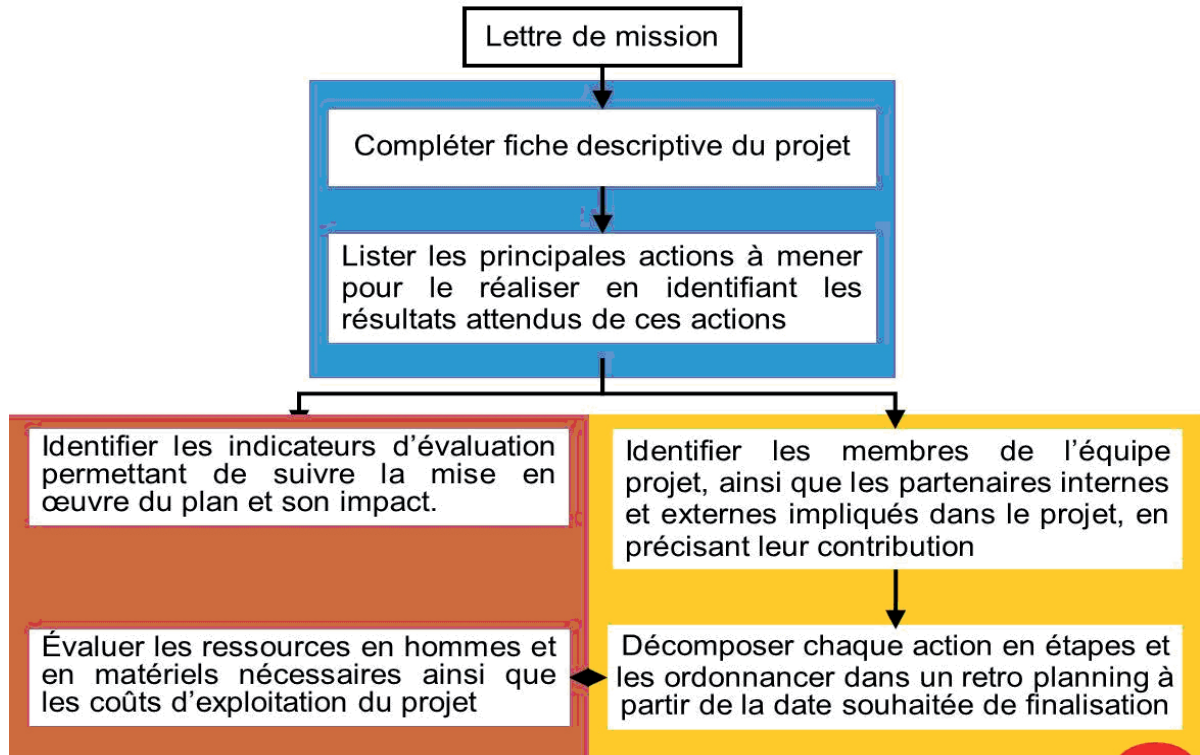 Lettre de mission
Compléter fiche descriptive du projet
Lister les principales actions à mener
pour le réaliser en identifiant les
résultats attendus de ces actions
Identifier les indicateurs d’évaluation
permettant de suivre la mise en
œuvre du plan et son impact.
Identifier les membres de l’équipe
projet, ainsi que les partenaires internes
et externes impliqués dans le projet, en
précisant leur contribution
Évaluer les ressources en hommes et
en matériels nécessaires ainsi que
les coûts d’exploitation du projet
Décomposer chaque action en étapes et
les ordonnancer dans un retro planning à
partir de la date souhaitée de finalisation